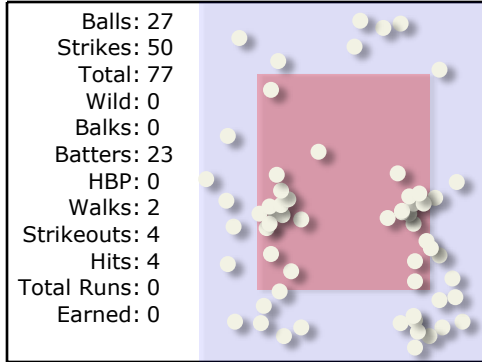 Balls: 27
Strikes: 50
Total: 77
Wild: 0
Balks: 0
Batters: 23
HBP: 0
Walks: 2
Strikeouts: 4
Hits: 4
Total Runs: 0
Earned: 0